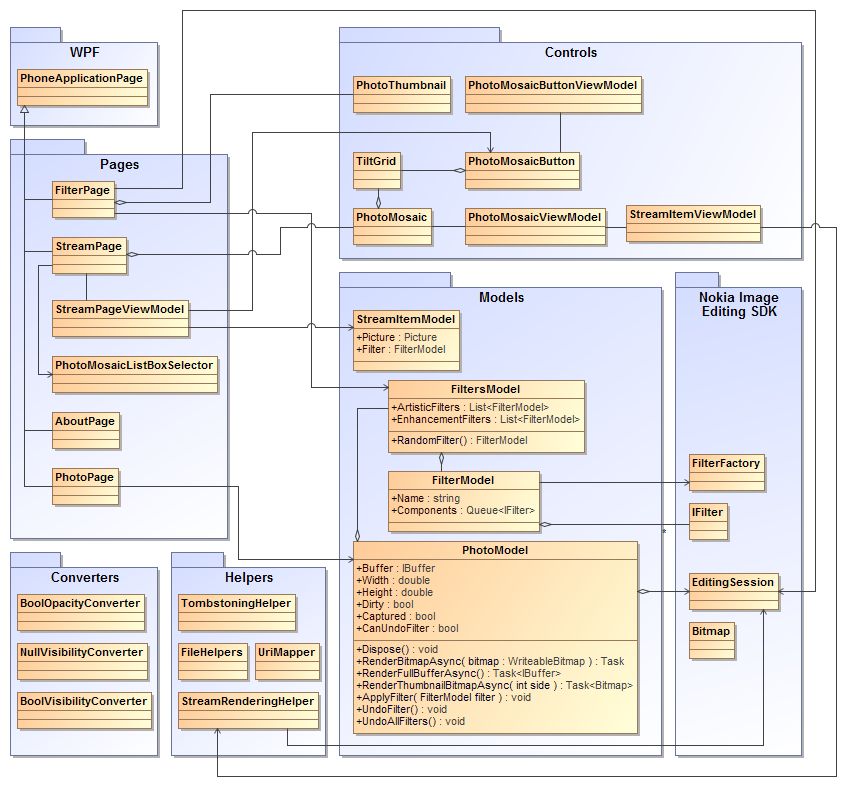 WPF
PhoneApplicationPage
Pages
FilterPage
StreamPage
StreamPageViewModel
PhotoMosaicListBoxSelector
AboutPage
PhotoPage
Controls
PhotoThumbnail
PhotoMosaicButtonViewModel
TiltGrid
PhotoMosaicButton
PhotoMosaic
PhotoMosaicViewModel
StreamItemViewModel
Models
StreamItemModel
+Picture : Picture
+Filter : FilterModel
FiltersModel
+ArtisticFilters : List<FilterModel>
+EnhancementFilters : List<FilterModel>
+RandomFilter() : FilterModel
FilterModel
+Name : string
+Components : Queue<IFilter>
*
PhotoModel
+Buffer : IBuffer
+Width : double
+Height : double
+Dirty : bool
+Captured : bool
+CanUndoFilter : bool
+Dispose() : void
+RenderBitmapAsync( bitmap : WriteableBitmap ) : Task
+RenderFullBufferAsync() : Task<IBuffer>
+RenderThumbnailBitmapAsync( int side ) : Task<Bitmap>
+ApplyFilter( FilterModel filter ) : void
+UndoFilter() : void
+UndoAllFilters() : void
Nokia Image
Editing SDK
FilterFactory
IFilter
EditingSession
Bitmap
Converters
BoolOpacityConverter
NullVisibilityConverter
BoolVisibilityConverter
Helpers
TombstoningHelper
FileHelpers
UriMapper
StreamRenderingHelper